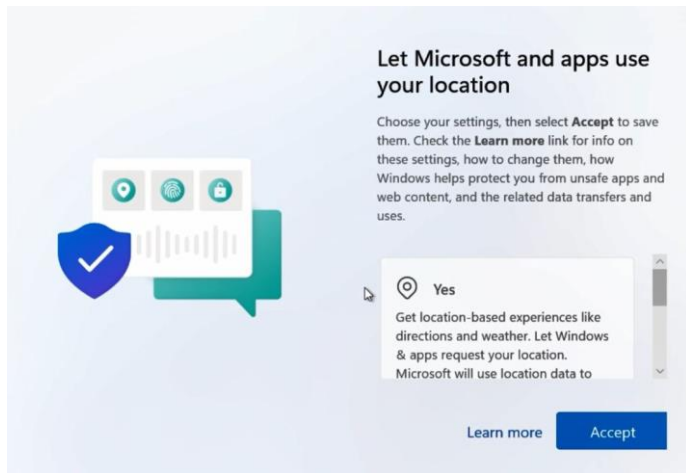 Let Microsoft and apps use
your location
Choose your settings, then select Accept to save
them. Check the Learn more link for info on
these settings, how to change them, how
Windows helps protect you from unsafe apps and
web content, and the related data transfers and
uses.
Yes
Get location-based experiences like
directions and weather. Let Windows
& apps request your location.
Microsoft will use location data to
Learn more
Accept